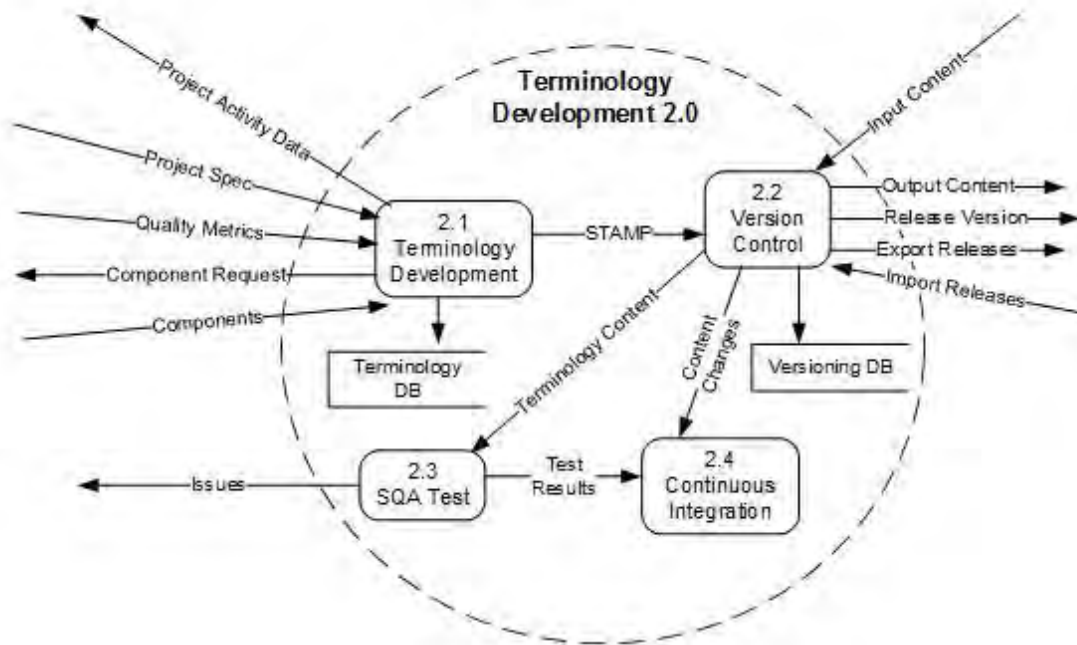 Terminology
Development 2.0
Project Activity Data
Input Content
Project Spec
Quality Metrics
Component Request
Components
2.1
Terminology
Development
STAMP
2.2
Version
Control
Output Content
Release Version
Export Releases
Import Releases
Terminology
DB
Terminology Content
Content
Changes
Versioning DB
Issues
2.3
SQA Test
Test
Results
2.4
Continuous
Integration